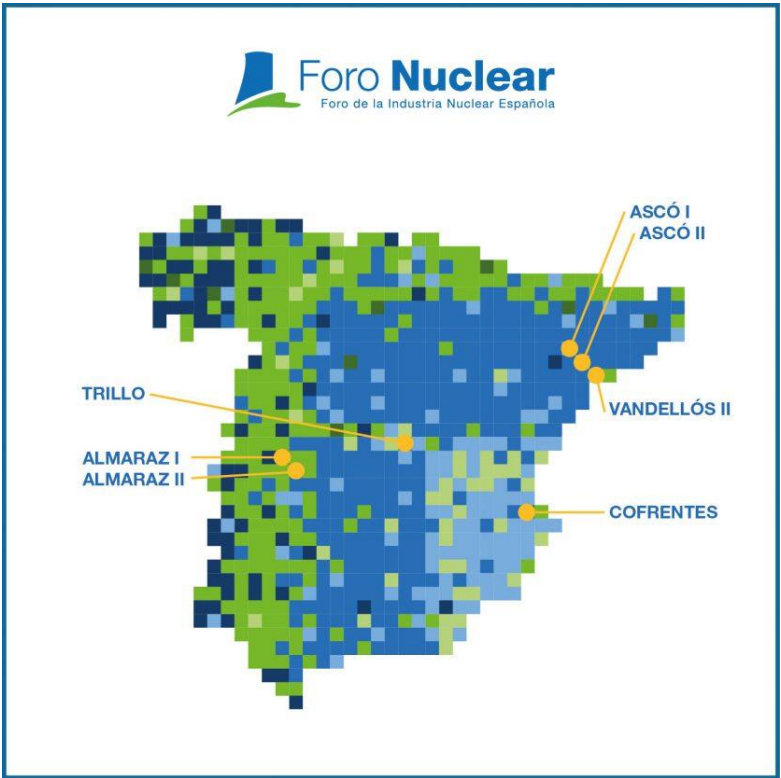 Foro Nuclear
Foro de la Industria Nuclear Española
ASCÓ I
ASCÓ II
TRILLO
VANDELLÓS II
ALMARAZ I
ALMARAZ II
COFRENTES